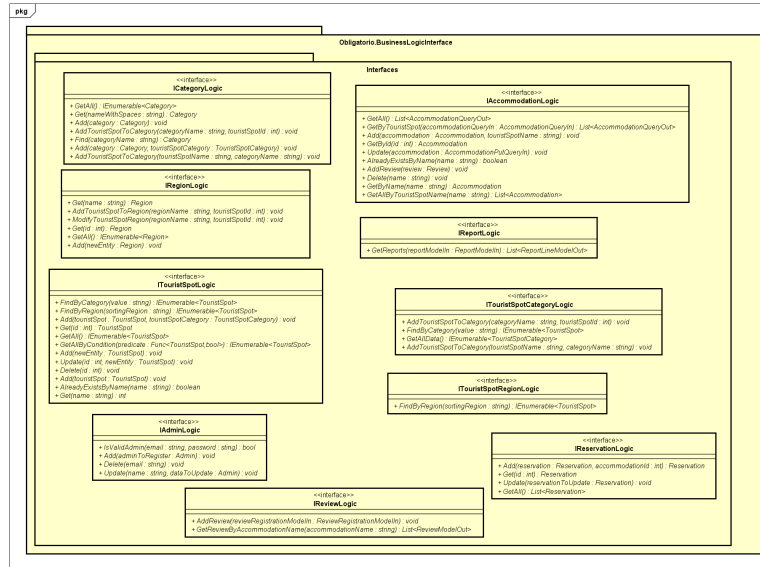 pkg
Obligatorio.BusinessLogicInterface
Interfaces
<<interface>>
ICategoryLogic
+ GetAll() : IEnumerable<Category>
+ Get(nameWithSpaces : string) : Category
+ Add(category : Category) : void
+ AddTouristSpotToCategory(categoryName : string, touristSpotId : int) : void
+ Find(categoryName : string) : Category
+ Add(category : Category, touristSpotCategory : TouristSpotCategory) : void
+ AddTouristSpotToCategory(touristSpotName : string, categoryName : string) : void
<<interface>>
IAccommodationLogic
+ GetAll() : List<AccommodationQueryOut>
+ GetByTouristSpot(accommodationQueryIn : AccommodationQueryIn) : List<AccommodationQueryOut>
+ Add(accommodation : Accommodation, touristSpotName : string) : void
+ GetById(id : int) : Accommodation
+ Update(accommodation : AccommodationPutQueryIn) : void
+ AlreadyExistsByName(name : string) : boolean
+ AddReview(review : Review) : void
+ Delete(name : string) : void
+ GetByName(name : string) : Accommodation
+ GetAllByTouristSpotName(name : string) : List<Accommodation>
<<interface>>
IRegionLogic
+ Get(name : string) : Region
+ AddTouristSpotToRegion(regionName : string, touristSpotId : int) : void
+ ModifyTouristSpotRegion(regionName : string, touristSpotId : int) : void
+ Get(id : int) : Region
+ GetAll() : IEnumerable<Region>
+ Add(newEntity : Region) : void
<<interface>>
IReportLogic
+ GetReports(reportModelIn : ReportModelIn) : List<ReportLineModelOut>
<<interface>>
ITouristSpotLogic
+ FindByCategory(value : string) : IEnumerable<TouristSpot>
+ FindByRegion(sortingRegion : string) : IEnumerable<TouristSpot>
+ Add(touristSpot : TouristSpot, touristSpotCategory : TouristSpotCategory) : void
+ Get(id : int) : TouristSpot
+ GetAll() : IEnumerable<TouristSpot>
+ GetAllByCondition(predicate : Func<TouristSpot,bool>) : IEnumerable<TouristSpot>
+ Add(newEntity : TouristSpot) : void
+ Update(id : int, newEntity : TouristSpot) : void
+ Delete(id : int) : void
+ Add(touristSpot : TouristSpot) : void
+ AlreadyExistsByName(name : string) : boolean
+ Get(name : string) : int
<<interface>>
ITouristSpotCategoryLogic
+ AddTouristSpotToCategory(categoryName : string, touristSpotId : int) : void
+ FindByCategory(value : string) : IEnumerable<TouristSpot>
+ GetAllData() : IEnumerable<TouristSpotCategory>
+ AddTouristSpotToCategory(touristSpotName : string, categoryName : string) : void
<<interface>>
ITouristSpotRegionLogic
+ FindByRegion(sortingRegion : string) : IEnumerable<TouristSpot>
<<interface>>
IAdminLogic
+ IsValidAdmin(email : string, password : sting) : bool
+ Add(adminToRegister : Admin) : void
+ Delete(email : string) : void
+ Update(name : string, dataToUpdate : Admin) : void
<<interface>>
IReservationLogic
+ Add(reservation : Reservation, accommodationId : int) : Reservation
+ Get(id : int) : Reservation
+ Update(reservationToUpdate : Reservation) : void
+ GetAll() : List<Reservation>
<<interface>>
IReviewLogic
+ AddReview(reviewRegistrationModelIn : ReviewRegistrationModelIn) : void
+ GetReviewByAccommodationName(accommodationName : string) : List<ReviewModelOut>